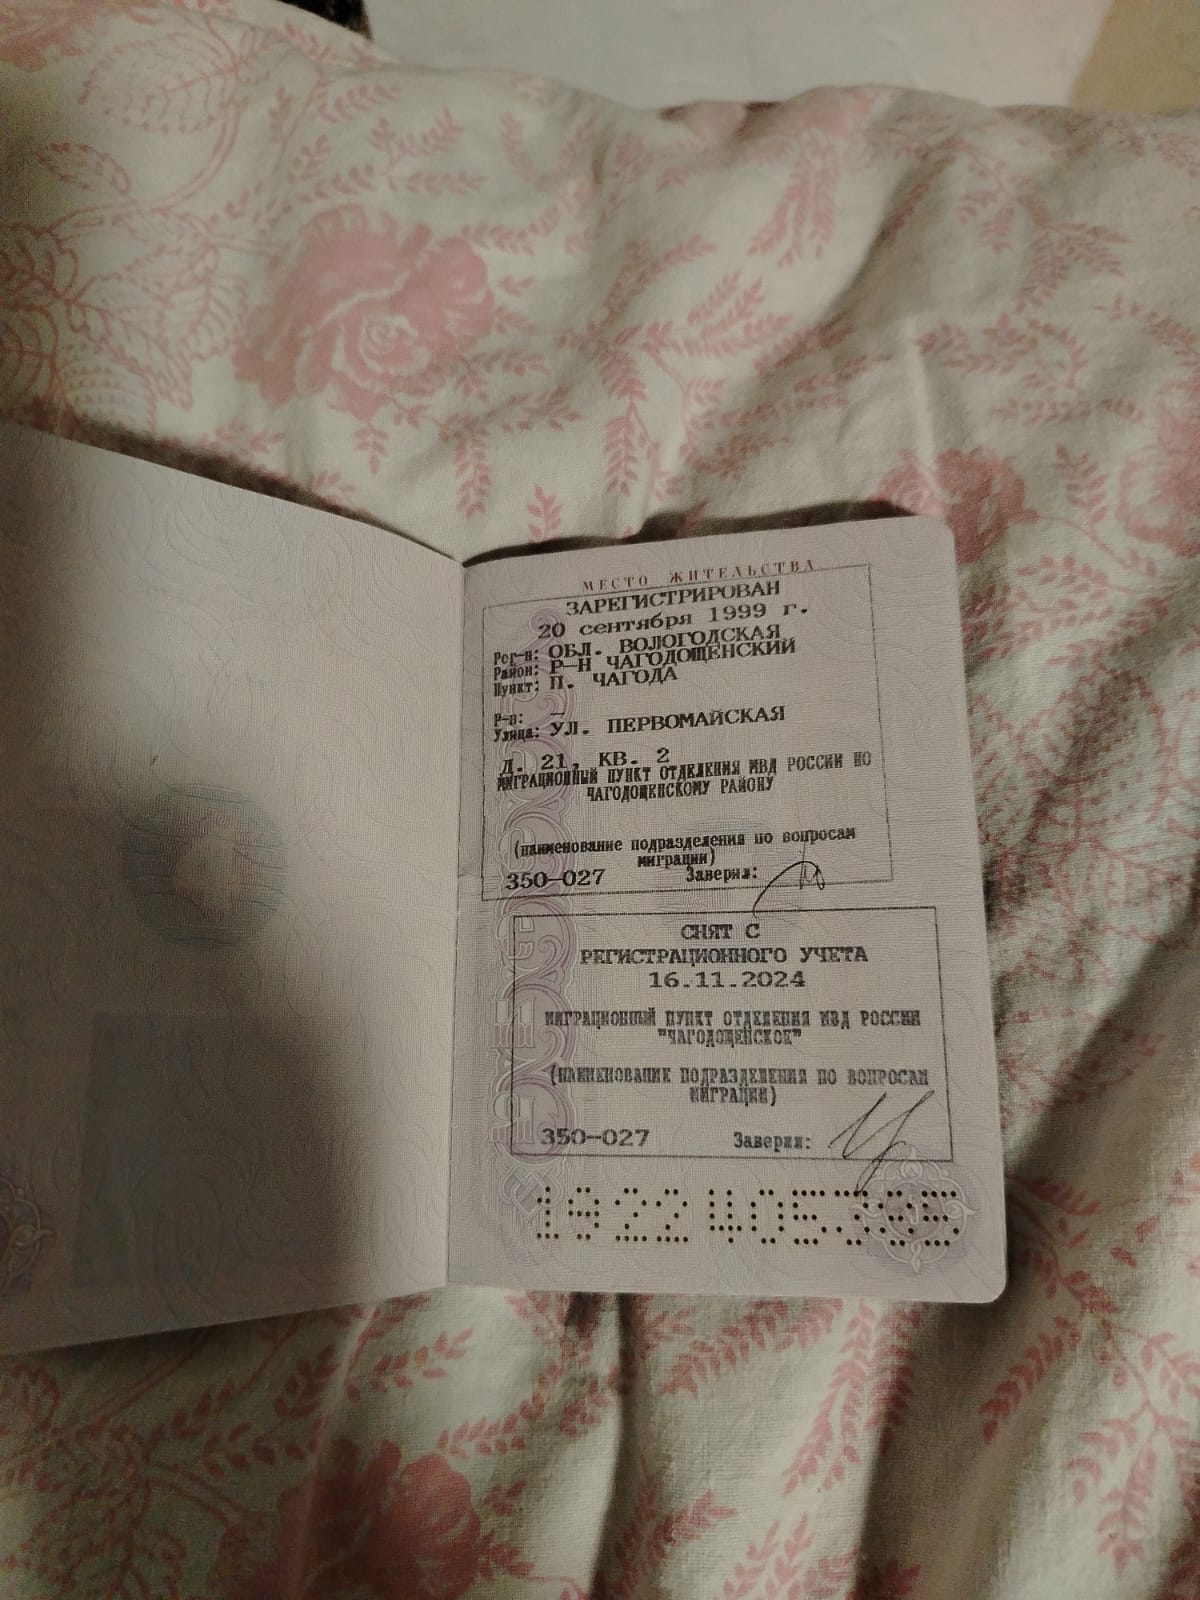 МЕСТО ЖИТЕЛЬСТВА
ЗАРЕГИСТРИРОВАН
20 сентября 1999 г.
Рег-н: ОБЛ. ВОЛОГОДСКАЯ
Район: Р-Н ЧАГОДОЩЕНСКИЙ
Пункт: П. ЧАГОДА
Р-н: —
Улица: УЛ. ПЕРВОМАЙСКАЯ
Д. 21, КВ. 2
МИГРАЦИОННЫЙ ПУНКТ ОТДЕЛЕНИЯ МВД РОССИИ ПО
ЧАГОДОЩЕНСКОМУ РАЙОНУ
(наименование подразделения по вопросам
миграции)
350-027 Заверил:
СНЯТ С
РЕГИСТРАЦИОННОГО УЧЕТА
16.11.2024
МИГРАЦИОННЫЙ ПУНКТ ОТДЕЛЕНИЯ МВД РОССИИ
"ЧАГОДОЩЕНСКОЕ"
(НАИМЕНОВАНИЕ ПОДРАЗДЕЛЕНИЯ ПО ВОПРОСАМ
МИГРАЦИИ)
350-027 Заверил: